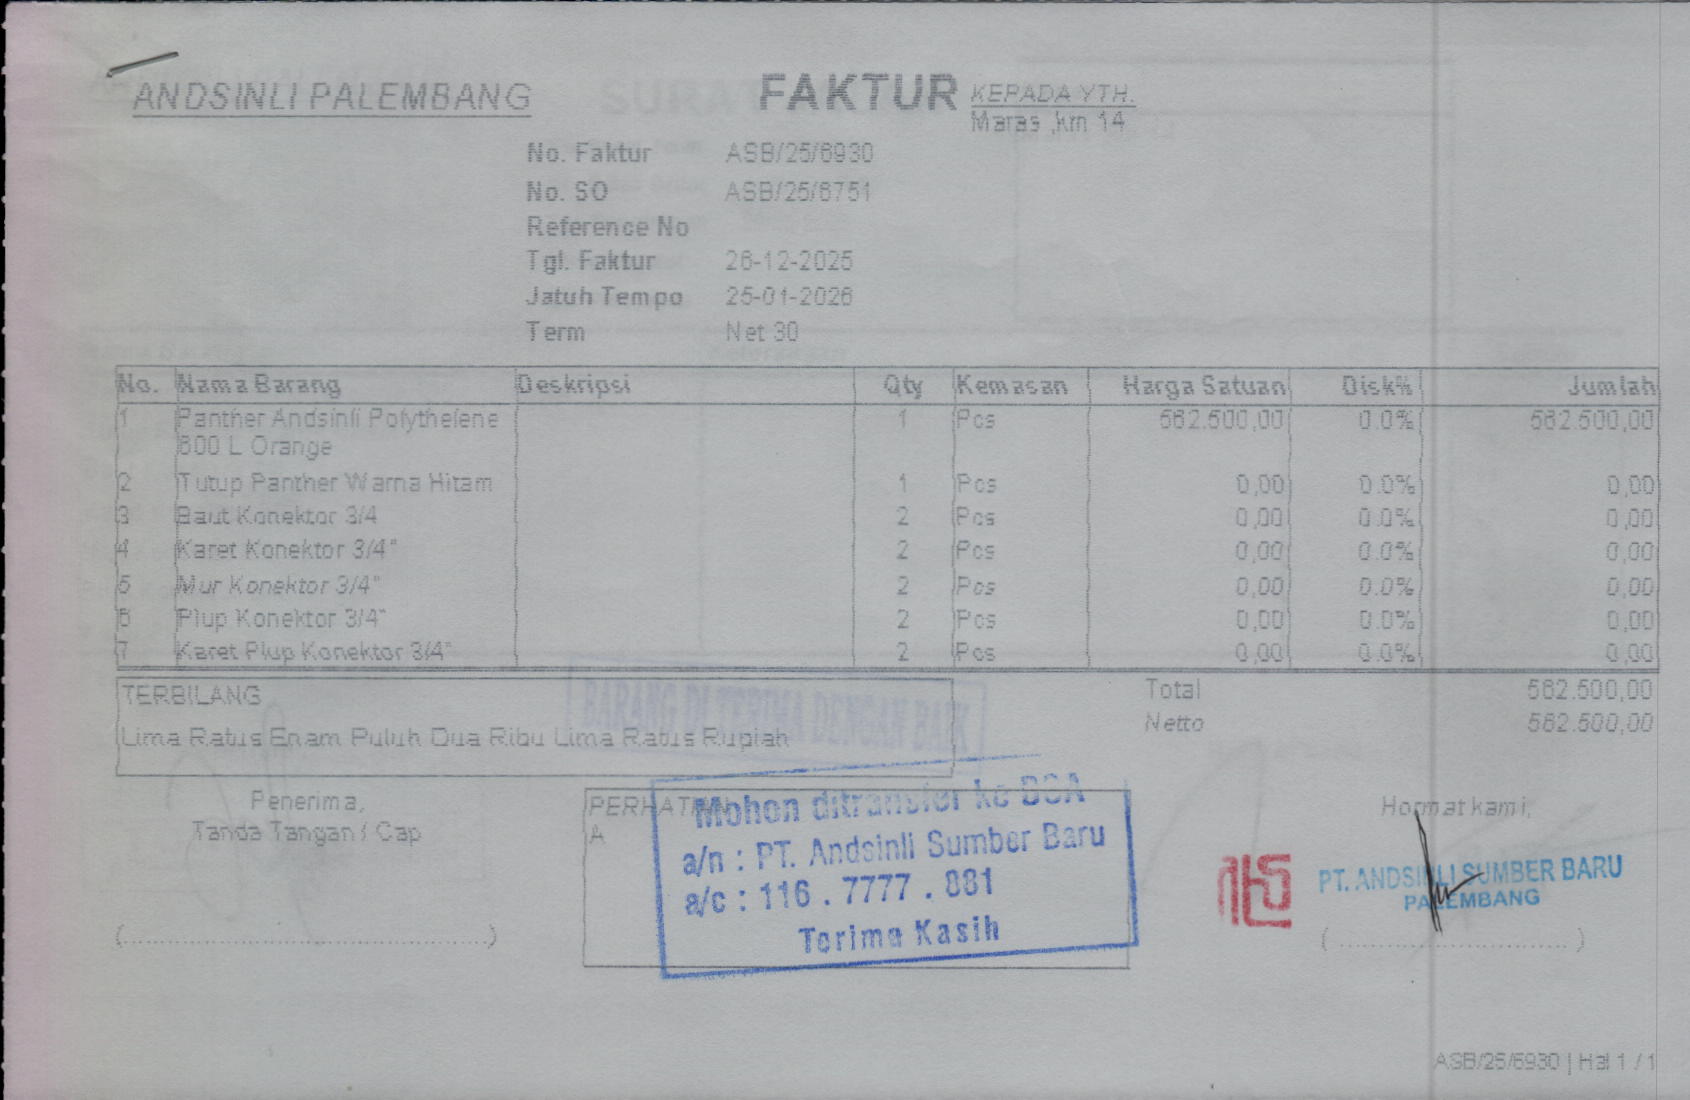 ANDSINLI PALEMBANG
FAKTUR
KEPADA YTH.
Maras ,km 14
No. Faktur ASB/25/6930
No. SO ASB/25/6751
Reference No
Tgl. Faktur 26-12-2025
Jatuh Tempo 25-01-2026
Term Net 30
No. Nama Barang Deskripsi Qty Kemasan Harga Satuan Disk% Jumlah
1 Panther Andsinli Polythelene 1 Pcs 562.500,00 0.0% 562.500,00
600 L Orange
2 Tutup Panther Warna Hitam 1 Pcs 0,00 0.0% 0,00
3 Baut Konektor 3/4 2 Pcs 0,00 0.0% 0,00
4 Karet Konektor 3/4" 2 Pcs 0,00 0.0% 0,00
5 Mur Konektor 3/4" 2 Pcs 0,00 0.0% 0,00
6 Plup Konektor 3/4" 2 Pcs 0,00 0.0% 0,00
7 Karet Plup Konektor 3/4" 2 Pcs 0,00 0.0% 0,00
TERBILANG
Lima Ratus Enam Puluh Dua Ribu Lima Ratus Rupiah
BARANG DI TERIMA DENGAN BAIK
Total 562.500,00
Netto 562.500,00
Penerima,
Tanda Tangan / Cap
(.................................................)
PERHATIAN
Mohon ditransfer ke BCA
a/n : PT. Andsinli Sumber Baru
a/c : 116 . 7777 . 881
Terima Kasih
Hormat kami,
PT. ANDSINLI SUMBER BARU
PALEMBANG
( ............................... )
ASB/25/6930 | Hal 1 / 1